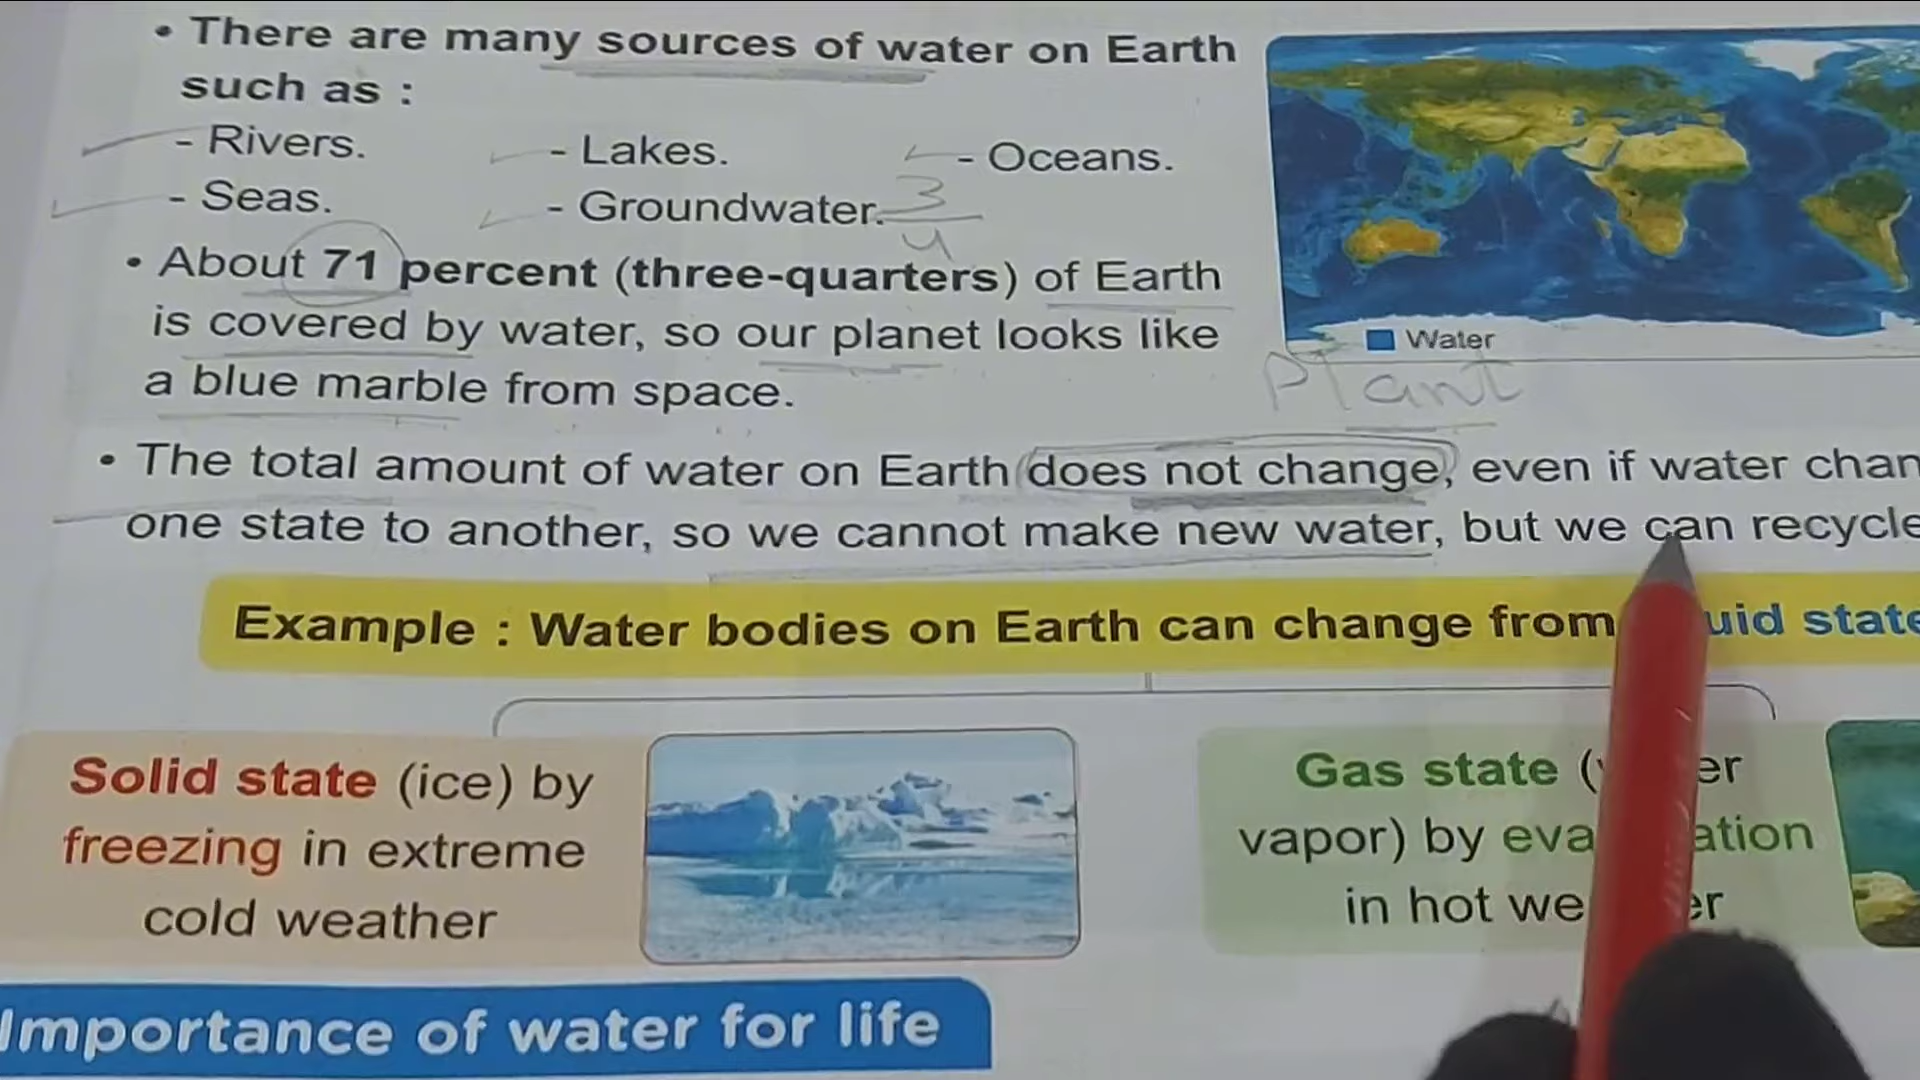 • There are many sources of water on Earth
such as :
- Rivers. - Lakes. - Oceans.
- Seas. - Groundwater. 3/4
• About 71 percent (three-quarters) of Earth
is covered by water, so our planet looks like
a blue marble from space.
Water
Plant
• The total amount of water on Earth does not change, even if water chan
one state to another, so we cannot make new water, but we can recycle
Example : Water bodies on Earth can change from uid state
Solid state (ice) by
freezing in extreme
cold weather
Gas state ( er
vapor) by eva ation
in hot we er
Importance of water for life